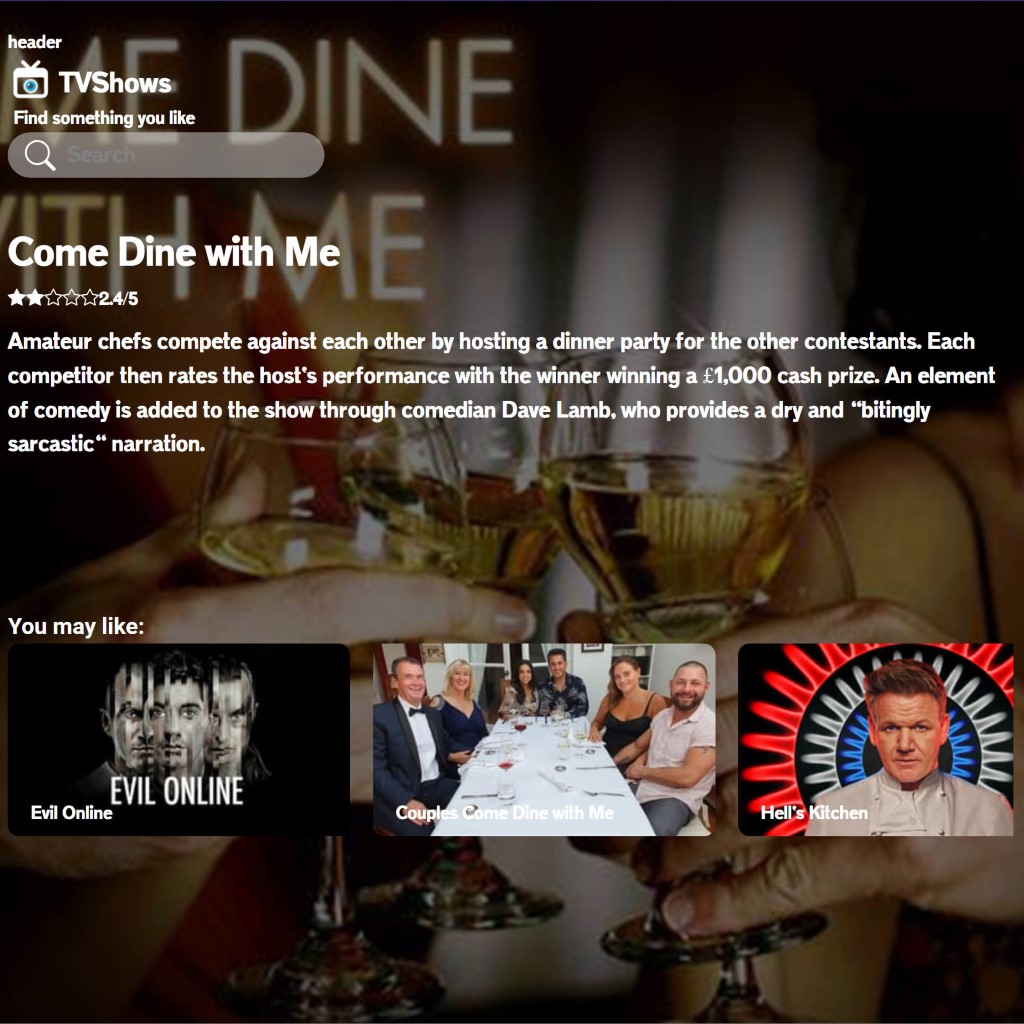 header
ME DINE
TVShows
Find something you like
Search
WITH ME
Come Dine with Me
2.4/5
Amateur chefs compete against each other by hosting a dinner party for the other contestants. Each
competitor then rates the host's performance with the winner winning a £1,000 cash prize. An element
of comedy is added to the show through comedian Dave Lamb, who provides a dry and “bitingly
sarcastic“ narration.
You may like:
EVIL ONLINE
Evil Online
Couples Come Dine with Me
Hell's Kitchen